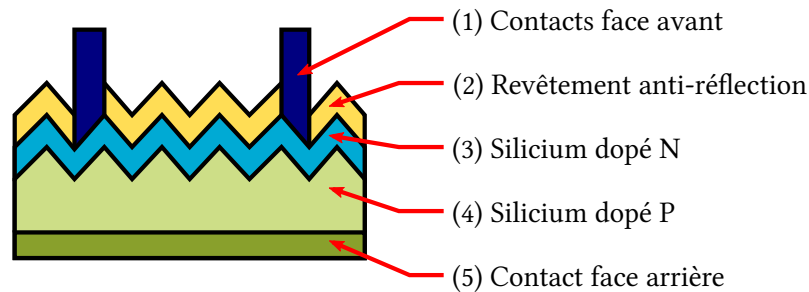 (1) Contacts face avant
(2) Revêtement anti-réflection
(3) Silicium dopé N
(4) Silicium dopé P
(5) Contact face arrière